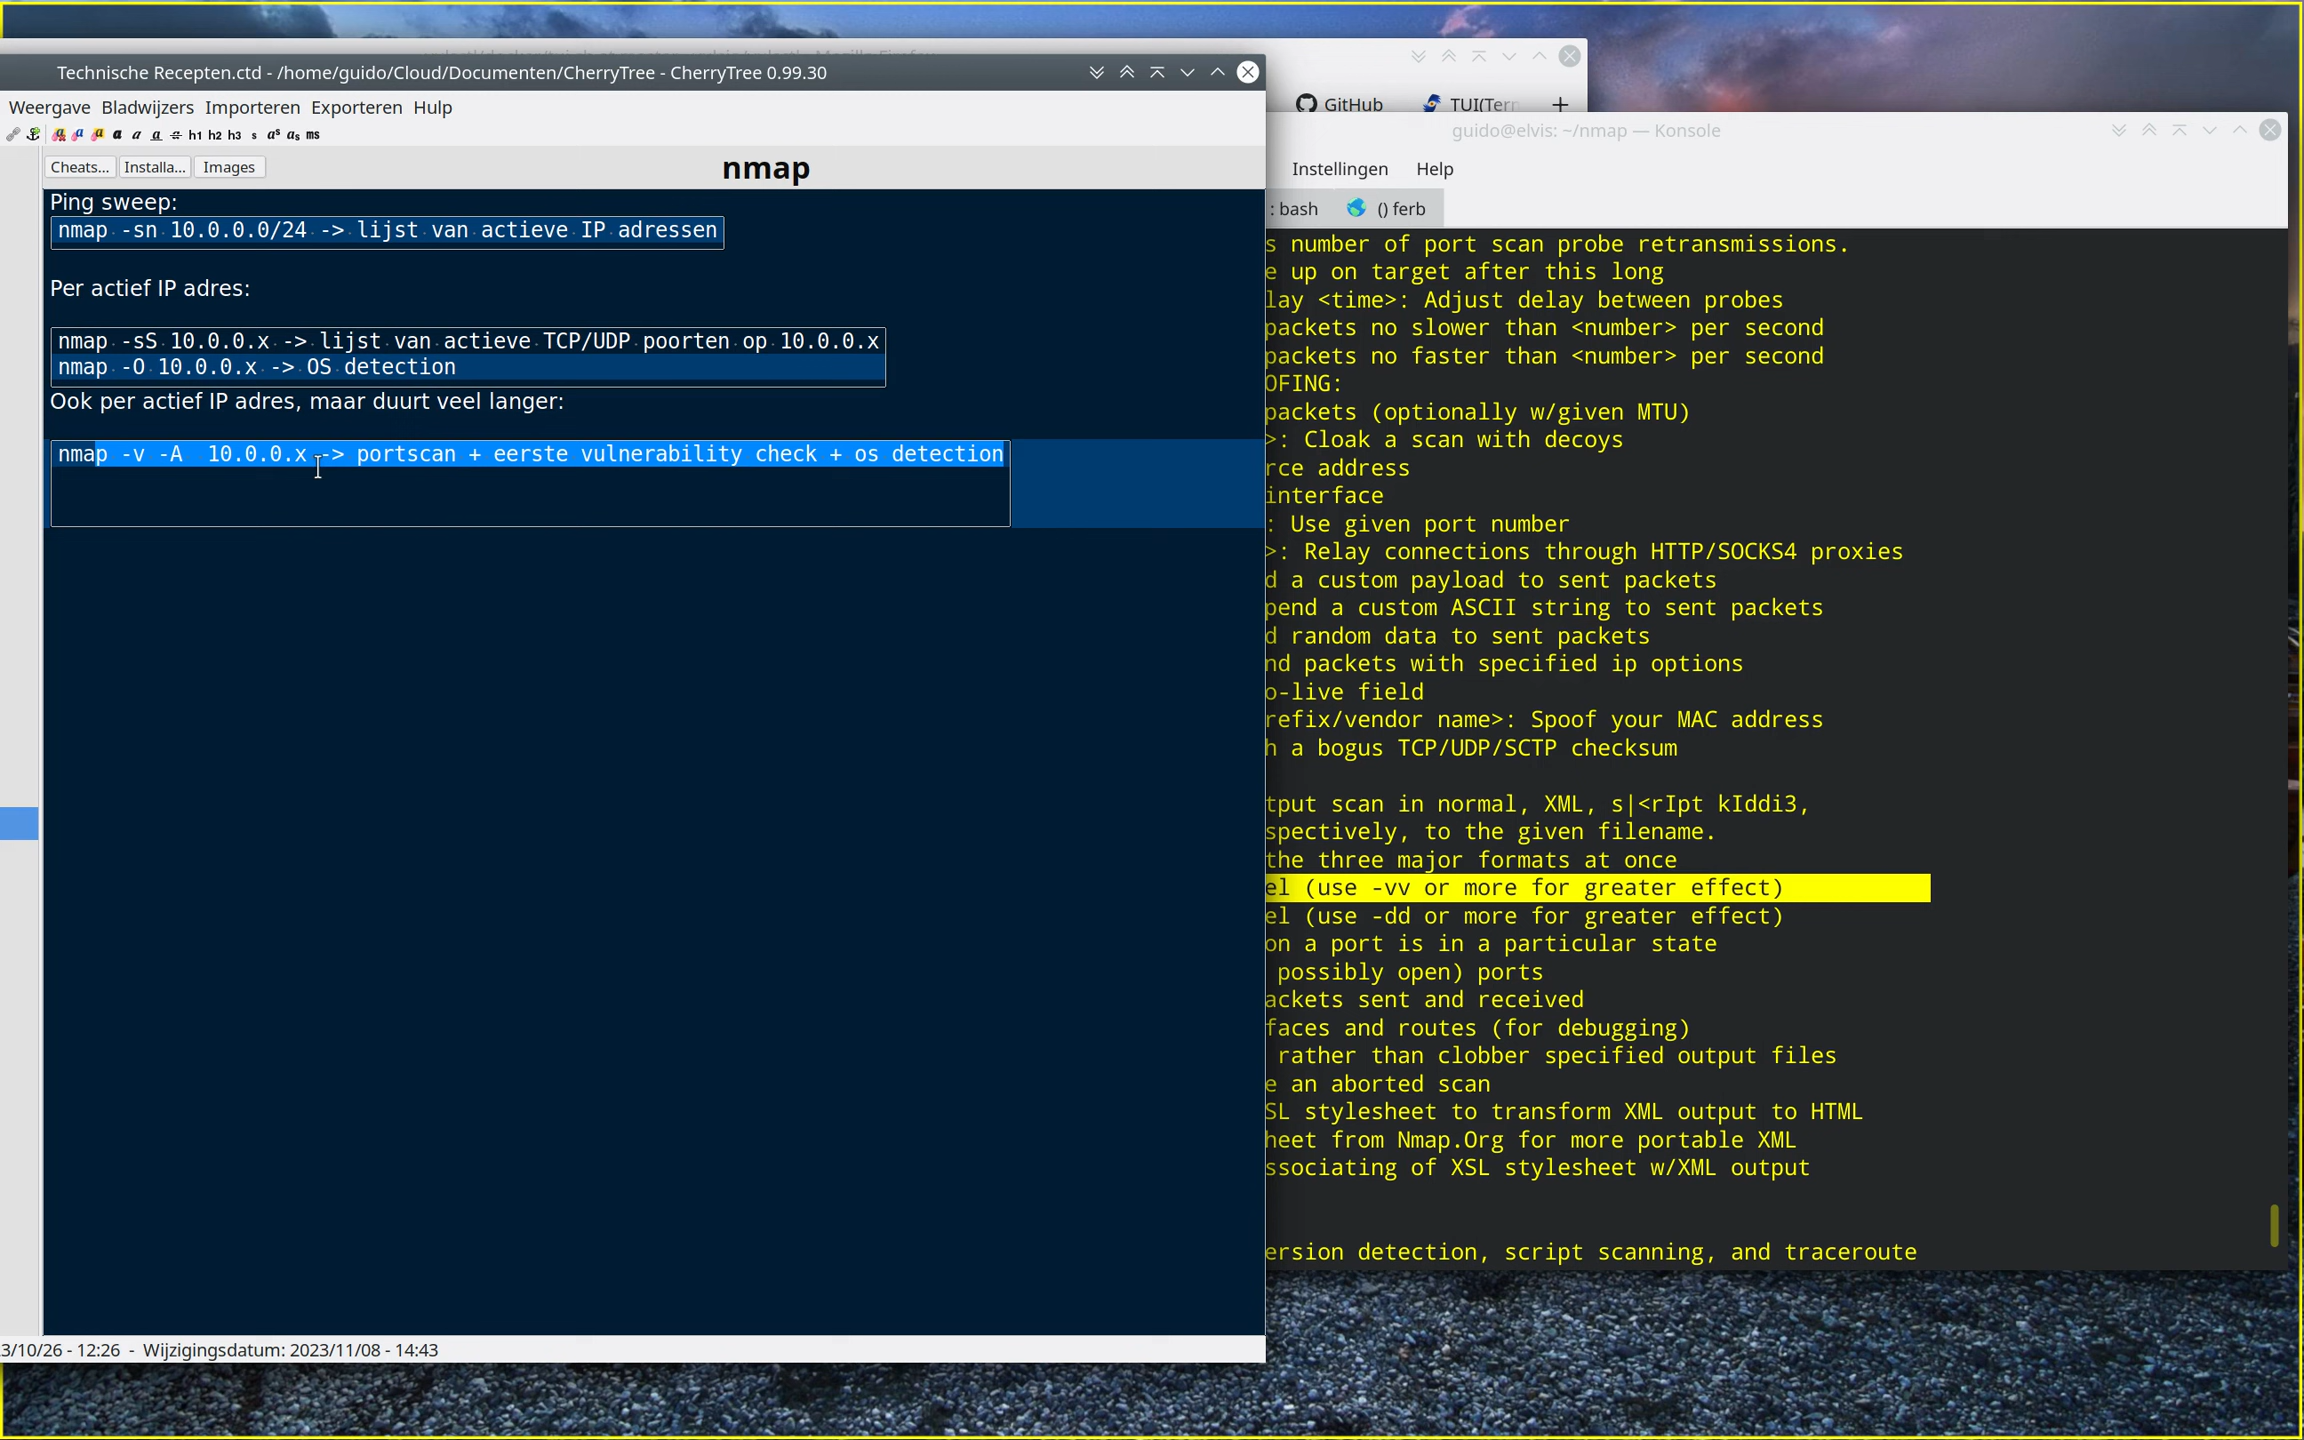 Technische Recepten.ctd - /home/guido/Cloud/Documenten/CherryTree - CherryTree 0.99.30
Weergave Bladwijzers Importeren Exporteren Hulp
h1 h2 h3 s ms
Cheats... Installa... Images
nmap
Ping sweep:
nmap -sn 10.0.0.0/24 -> lijst van actieve IP adressen
Per actief IP adres:
nmap -sS 10.0.0.x -> lijst van actieve TCP/UDP poorten op 10.0.0.x
nmap -O 10.0.0.x -> OS detection
Ook per actief IP adres, maar duurt veel langer:
nmap -v -A  10.0.0.x -> portscan + eerste vulnerability check + os detection
3/10/26 - 12:26 - Wijzigingsdatum: 2023/11/08 - 14:43
GitHub TUI(Terr
guido@elvis: ~/nmap — Konsole
Instellingen Help
: bash () ferb
s number of port scan probe retransmissions.
e up on target after this long
lay <time>: Adjust delay between probes
packets no slower than <number> per second
packets no faster than <number> per second
OFING:
packets (optionally w/given MTU)
>: Cloak a scan with decoys
rce address
interface
: Use given port number
>: Relay connections through HTTP/SOCKS4 proxies
d a custom payload to sent packets
pend a custom ASCII string to sent packets
d random data to sent packets
nd packets with specified ip options
o-live field
refix/vendor name>: Spoof your MAC address
h a bogus TCP/UDP/SCTP checksum
tput scan in normal, XML, s|<rIpt kIddi3,
spectively, to the given filename.
the three major formats at once
el (use -vv or more for greater effect)
el (use -dd or more for greater effect)
on a port is in a particular state
possibly open) ports
ackets sent and received
faces and routes (for debugging)
rather than clobber specified output files
e an aborted scan
SL stylesheet to transform XML output to HTML
heet from Nmap.Org for more portable XML
ssociating of XSL stylesheet w/XML output
ersion detection, script scanning, and traceroute